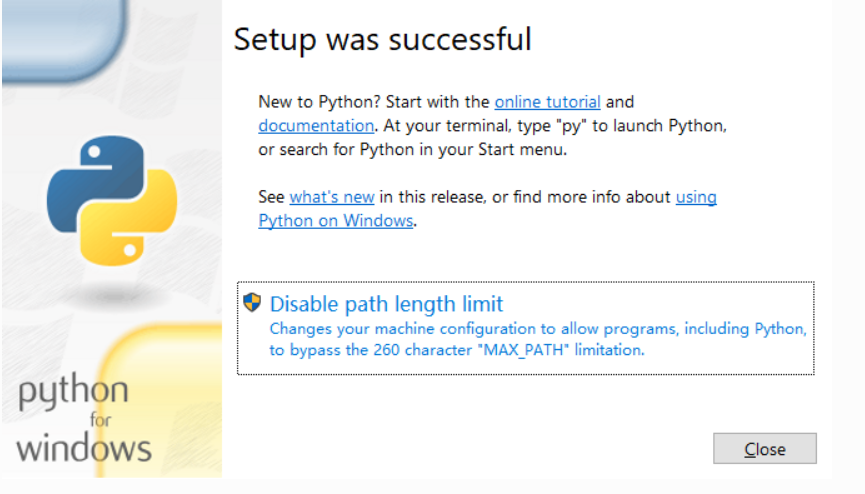 Setup was successful
New to Python? Start with the online tutorial and
documentation. At your terminal, type "py" to launch Python,
or search for Python in your Start menu.
See what's new in this release, or find more info about using
Python on Windows.
Disable path length limit
Changes your machine configuration to allow programs, including Python,
to bypass the 260 character "MAX_PATH" limitation.
python
for
windows
Close